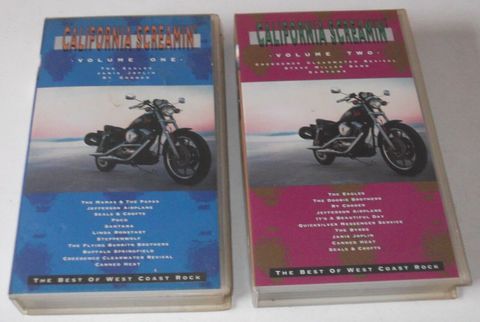 CALIFORNIA SCREAMIN'
- VOLUME ONE -
THE EAGLES
JANIS JOPLIN
RY COODER
THE MAMAS & THE PAPAS
JEFFERSON AIRPLANE
SEALS & CROFTS
POCO
SANTANA
LINDA RONSTADT
STEPPENWOLF
THE FLYING BURRITO BROTHERS
BUFFALO SPRINGFIELD
CREEDENCE CLEARWATER REVIVAL
CANNED HEAT
THE BEST OF WEST COAST ROCK
CALIFORNIA SCREAMIN'
- VOLUME TWO -
CREEDENCE CLEARWATER REVIVAL
STEVE MILLER BAND
SANTANA
THE EAGLES
THE DOOBIE BROTHERS
RY COODER
JEFFERSON AIRPLANE
IT'S A BEAUTIFUL DAY
QUICKSILVER MESSENGER SERVICE
THE BYRDS
JANIS JOPLIN
CANNED HEAT
SEALS & CROFTS
THE BEST OF WEST COAST ROCK